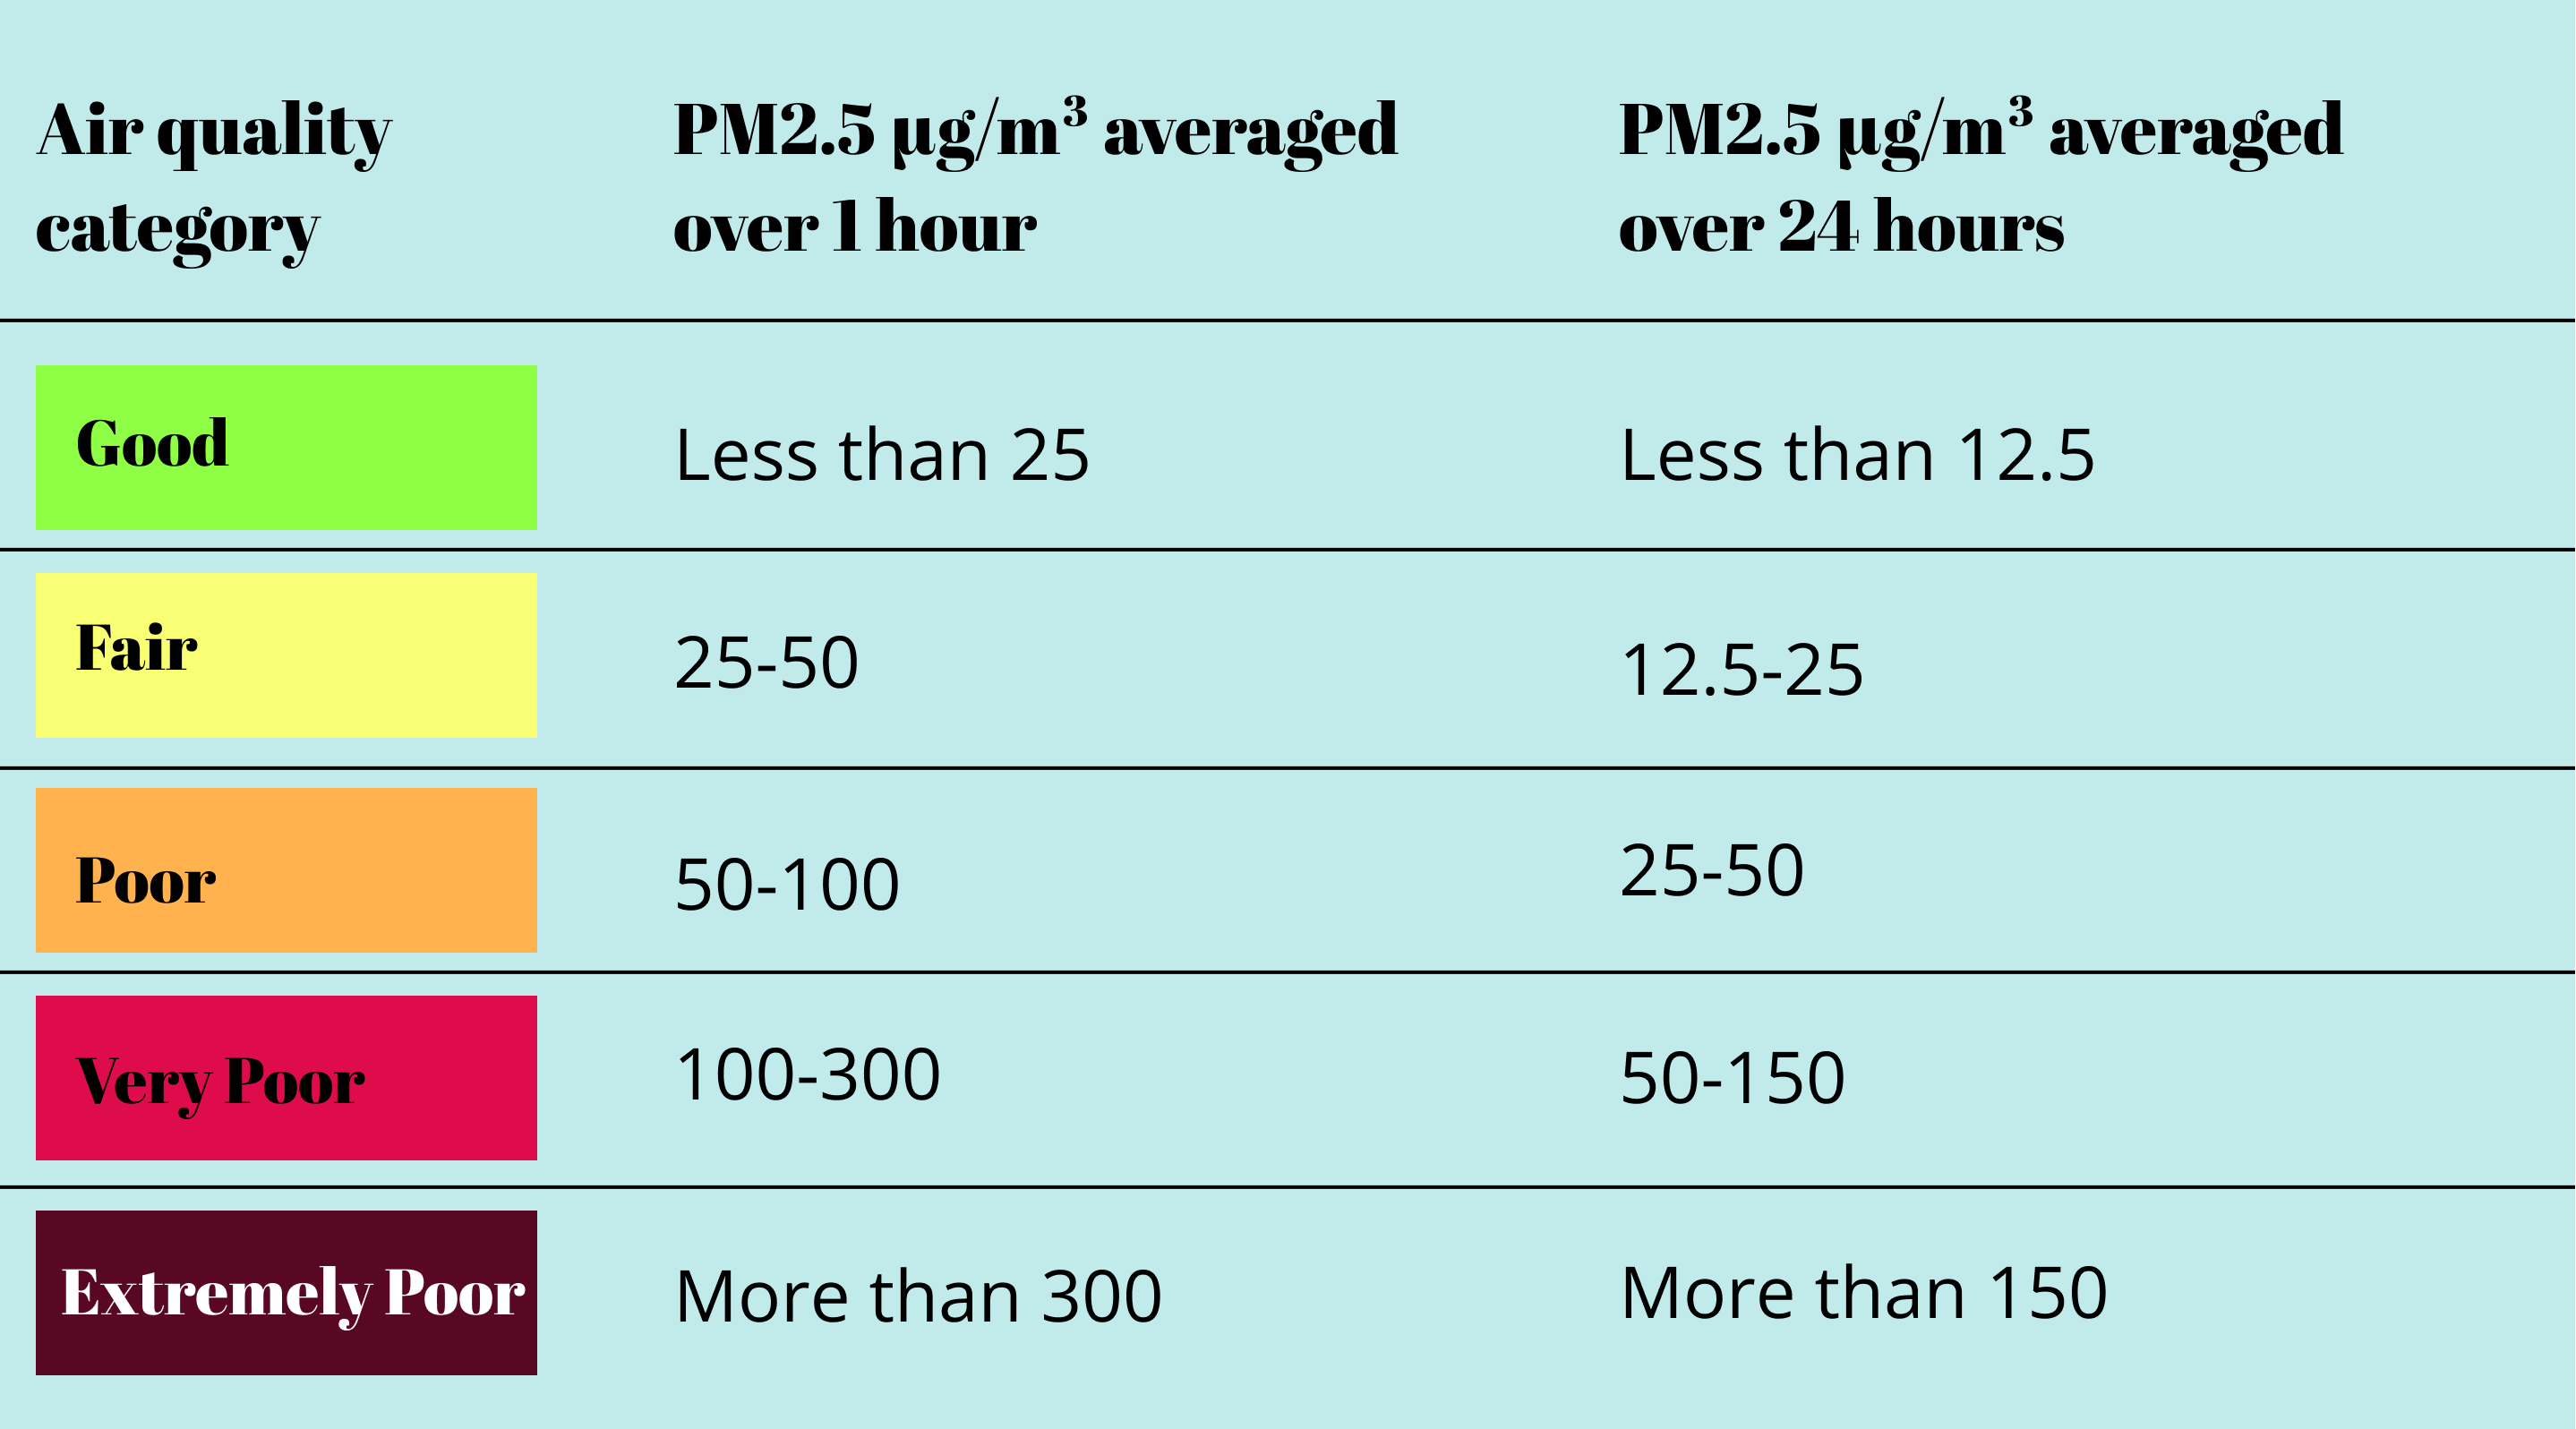 Air quality
category
PM2.5 µg/m³ averaged
over 1 hour
PM2.5 µg/m³ averaged
over 24 hours
Good
Less than 25
Less than 12.5
Fair
25-50
12.5-25
Poor
50-100
25-50
Very Poor
100-300
50-150
Extremely Poor
More than 300
More than 150